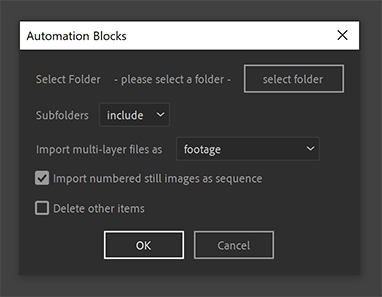 Automation Blocks
Select Folder - please select a folder - select folder
Subfolders include
Import multi-layer files as footage
Import numbered still images as sequence
Delete other items
OK Cancel